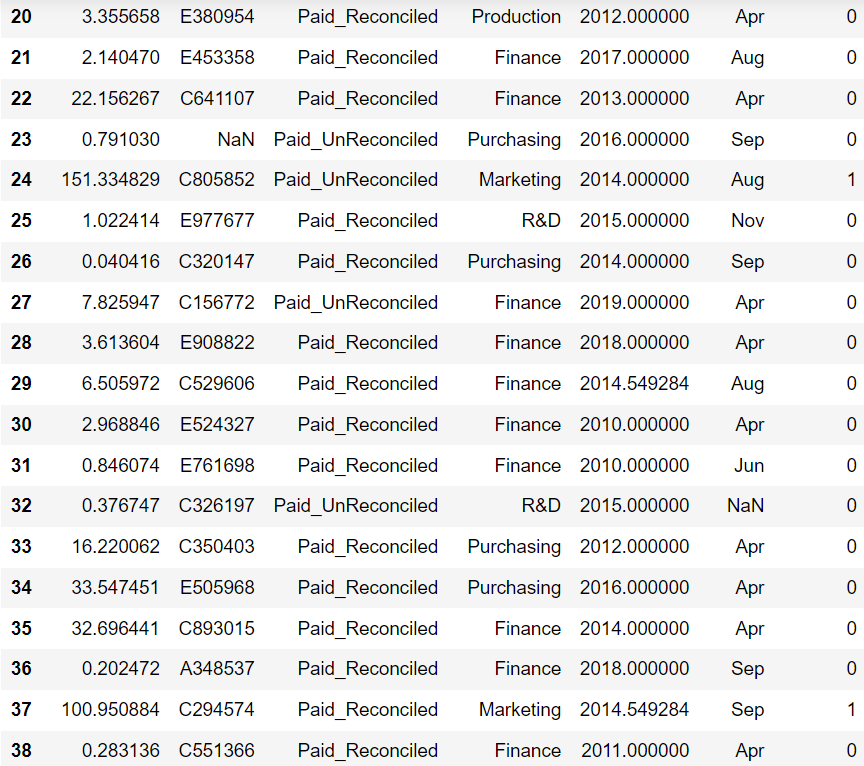 20 3.355658 E380954 Paid_Reconciled Production 2012.000000 Apr 0
21 2.140470 E453358 Paid_Reconciled Finance 2017.000000 Aug 0
22 22.156267 C641107 Paid_Reconciled Finance 2013.000000 Apr 0
23 0.791030 NaN Paid_UnReconciled Purchasing 2016.000000 Sep 0
24 151.334829 C805852 Paid_UnReconciled Marketing 2014.000000 Aug 1
25 1.022414 E977677 Paid_Reconciled R&D 2015.000000 Nov 0
26 0.040416 C320147 Paid_Reconciled Purchasing 2014.000000 Sep 0
27 7.825947 C156772 Paid_UnReconciled Finance 2019.000000 Apr 0
28 3.613604 E908822 Paid_Reconciled Finance 2018.000000 Apr 0
29 6.505972 C529606 Paid_Reconciled Finance 2014.549284 Aug 0
30 2.968846 E524327 Paid_Reconciled Finance 2010.000000 Apr 0
31 0.846074 E761698 Paid_Reconciled Finance 2010.000000 Jun 0
32 0.376747 C326197 Paid_UnReconciled R&D 2015.000000 NaN 0
33 16.220062 C350403 Paid_Reconciled Purchasing 2012.000000 Apr 0
34 33.547451 E505968 Paid_Reconciled Purchasing 2016.000000 Apr 0
35 32.696441 C893015 Paid_Reconciled Finance 2014.000000 Apr 0
36 0.202472 A348537 Paid_Reconciled Finance 2018.000000 Sep 0
37 100.950884 C294574 Paid_Reconciled Marketing 2014.549284 Sep 1
38 0.283136 C551366 Paid_Reconciled Finance 2011.000000 Apr 0